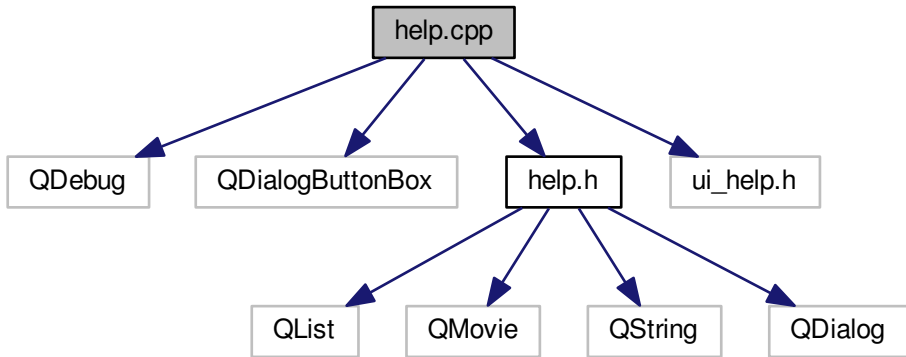 help.cpp
QDebug
QDialogButtonBox
help.h
ui_help.h
QList
QMovie
QString
QDialog